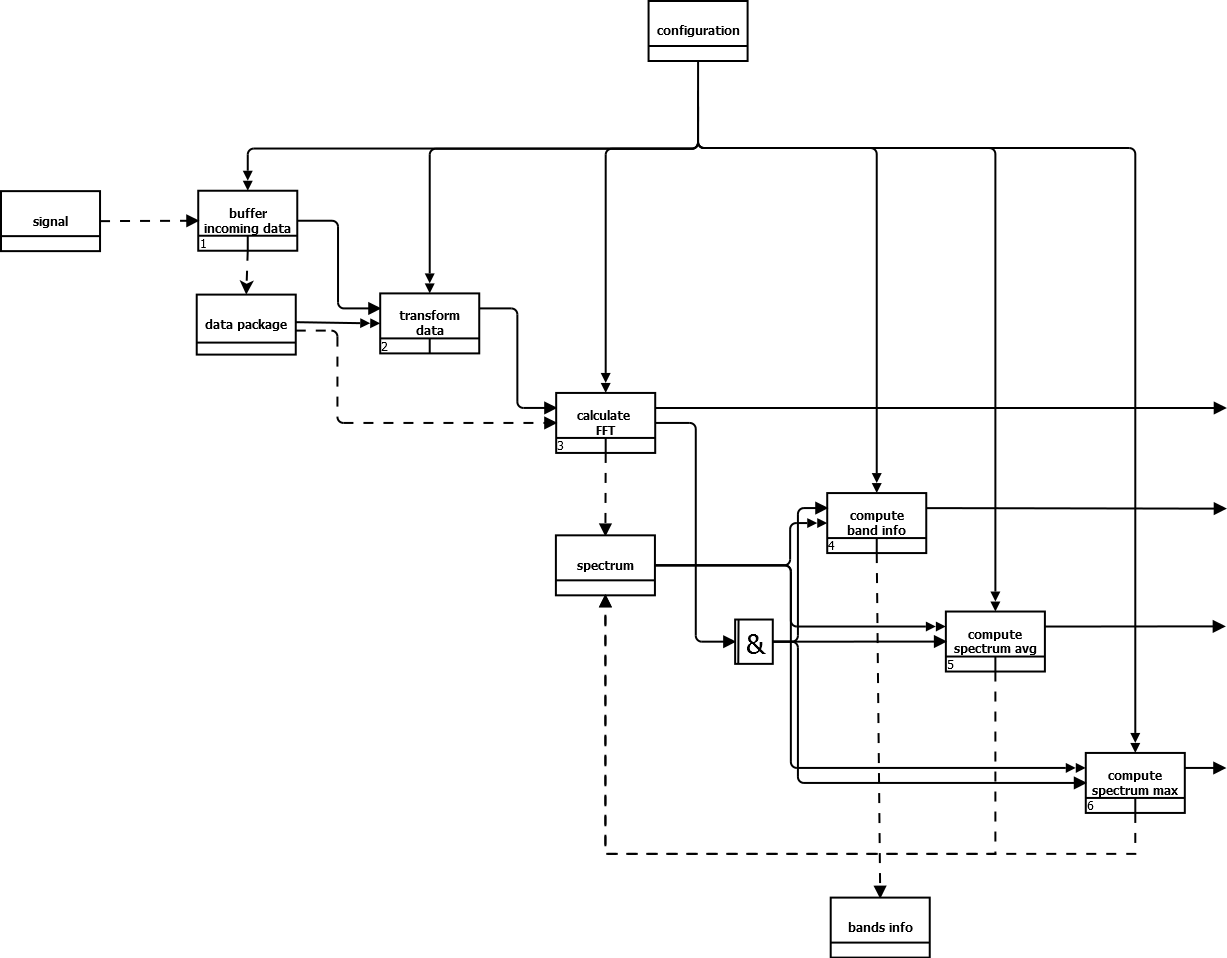 configuration
signal
buffer
incoming data
1
data package
transform
data
2
calculate
FFT
3
compute
band info
4
spectrum
&
compute
spectrum avg
5
compute
spectrum max
6
bands info